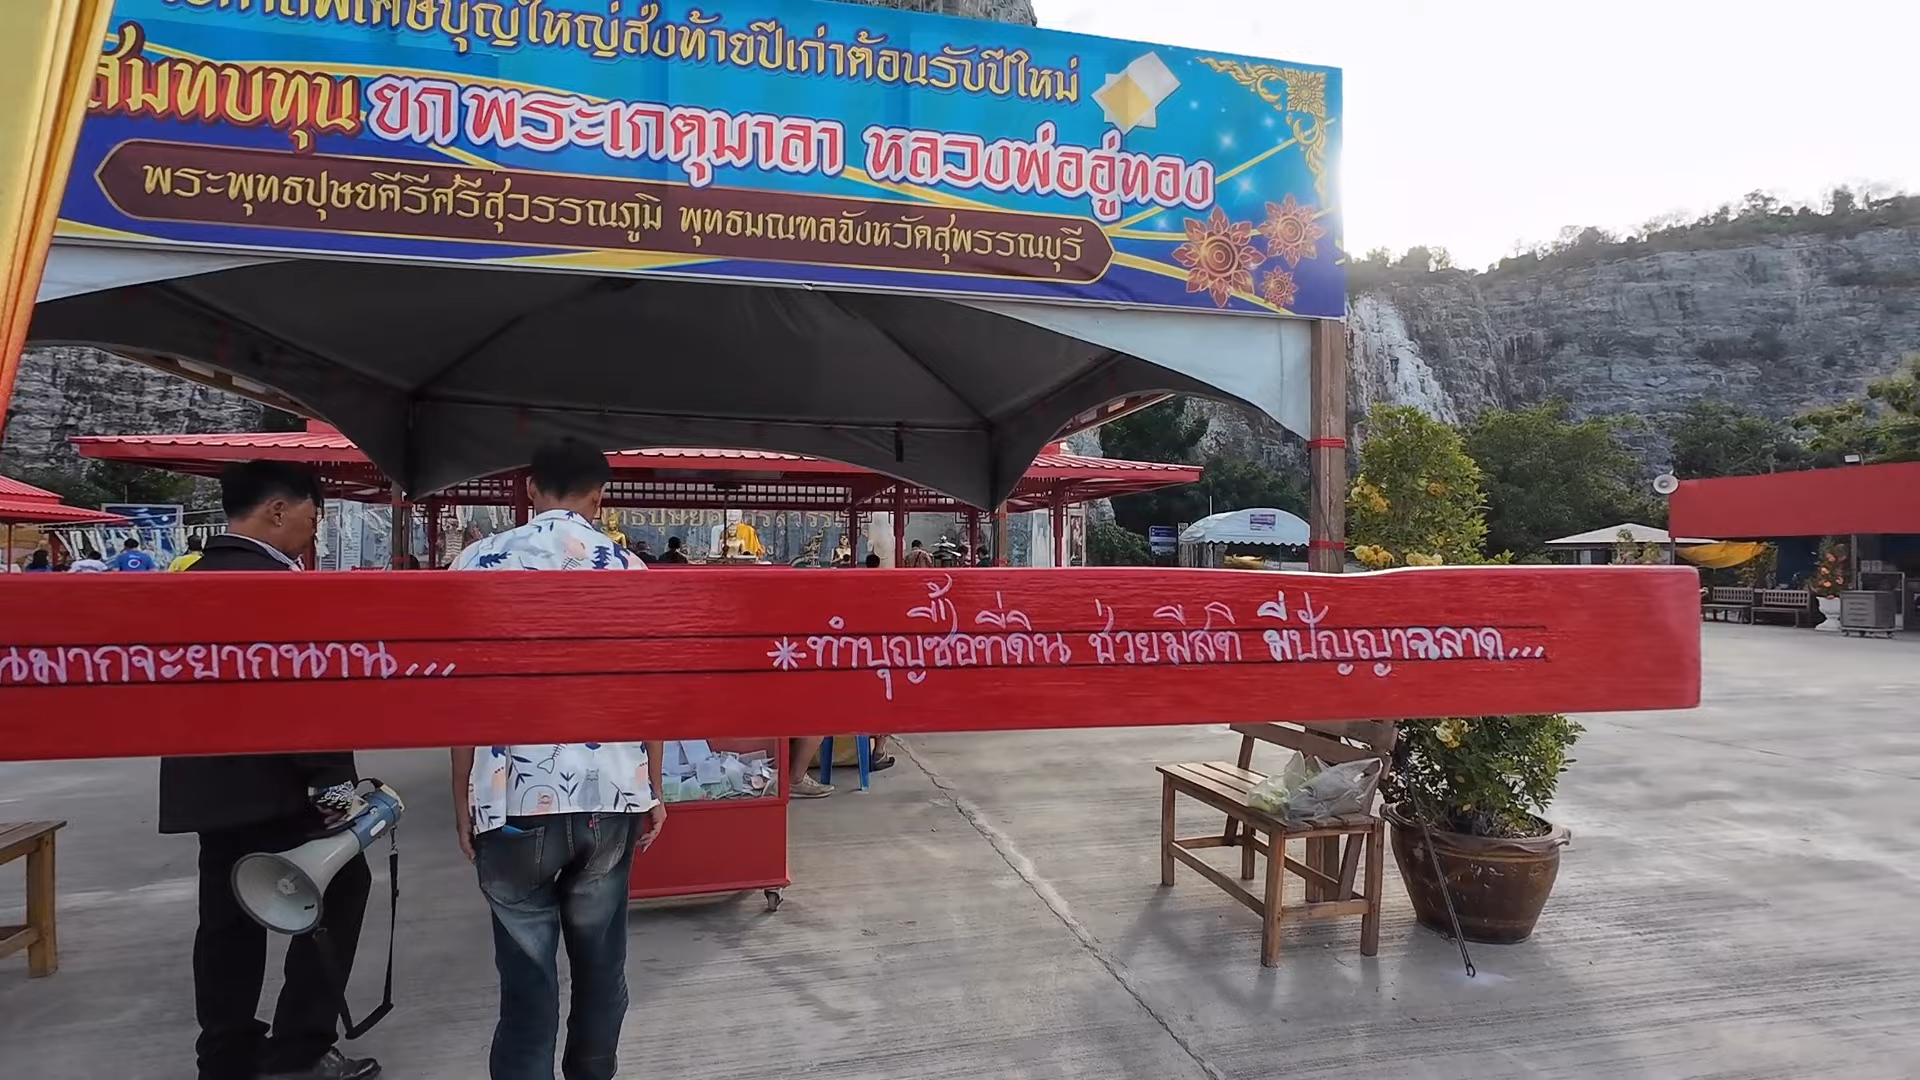 บุญใหญ่ส่งท้ายปีเก่าต้อนรับปีใหม่
สมทบทุน ยกพระเกตุมาลา หลวงพ่ออู่ทอง
พระพุทธปุษยคีรีศรีสุวรรณภูมิ พุทธมณฑลจังหวัดสุพรรณบุรี
นมากจะยากนาน... *ทำบุญซื้อที่ดิน ช่วยมีสติ มีปัญญาฉลาด...